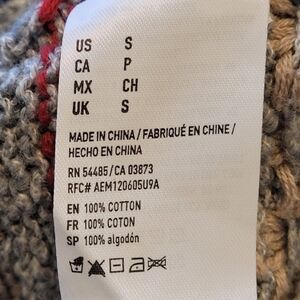 US S
CA P
MX CH
UK S
MADE IN CHINA / FABRIQUÉ EN CHINE /
HECHO EN CHINA
RN 54485/CA 03873
RFC# AEM120605U9A
EN 100% COTTON
FR 100% COTON
SP 100% algodón